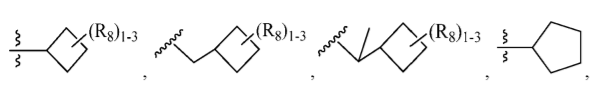 (R₈)₁₋₃ , (R₈)₁₋₃ , (R₈)₁₋₃ , ,